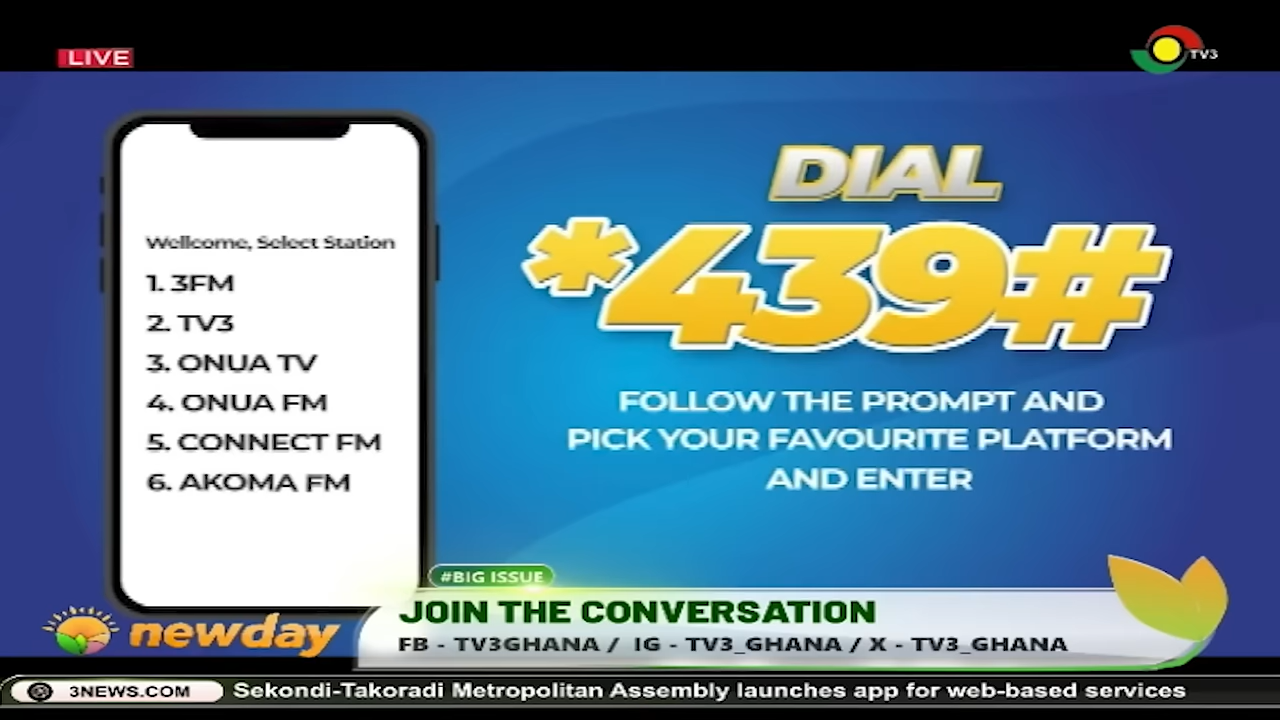 LIVE
TV3
Wellcome, Select Station
1. 3FM
2. TV3
3. ONUA TV
4. ONUA FM
5. CONNECT FM
6. AKOMA FM
DIAL
*439#
FOLLOW THE PROMPT AND
PICK YOUR FAVOURITE PLATFORM
AND ENTER
#BIG ISSUE
JOIN THE CONVERSATION
FB - TV3GHANA / IG - TV3_GHANA / X - TV3_GHANA
newday
3NEWS.COM
Sekondi-Takoradi Metropolitan Assembly launches app for web-based services